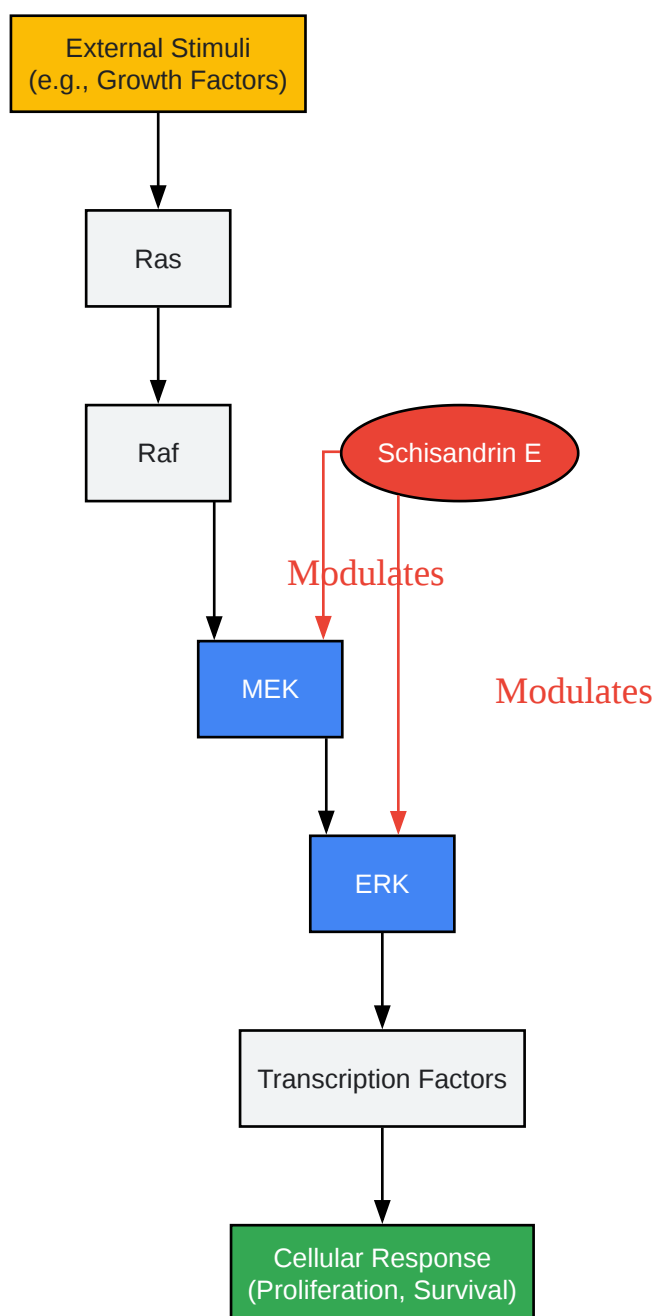 External Stimuli
(e.g., Growth Factors)
Ras
Raf
Schisandrin E
Modulates
MEK
Modulates
ERK
Transcription Factors
Cellular Response
(Proliferation, Survival)